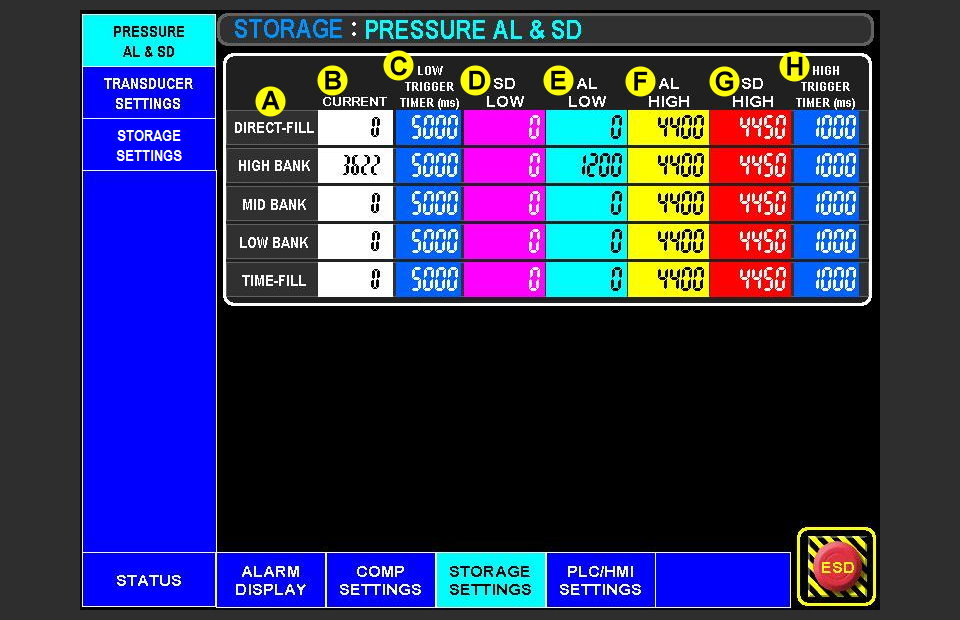 PRESSURE
AL & SD
TRANSDUCER
SETTINGS
STORAGE
SETTINGS
STORAGE : PRESSURE AL & SD
A
B CURRENT
C LOW TRIGGER TIMER (ms)
D SD LOW
E AL LOW
F AL HIGH
G SD HIGH
H HIGH TRIGGER TIMER (ms)
DIRECT-FILL 0 5000 0 0 4400 4450 1000
HIGH BANK 3622 5000 0 1200 4400 4450 1000
MID BANK 0 5000 0 0 4400 4450 1000
LOW BANK 0 5000 0 0 4400 4450 1000
TIME-FILL 0 5000 0 0 4400 4450 1000
STATUS
ALARM
DISPLAY
COMP
SETTINGS
STORAGE
SETTINGS
PLC/HMI
SETTINGS
ESD